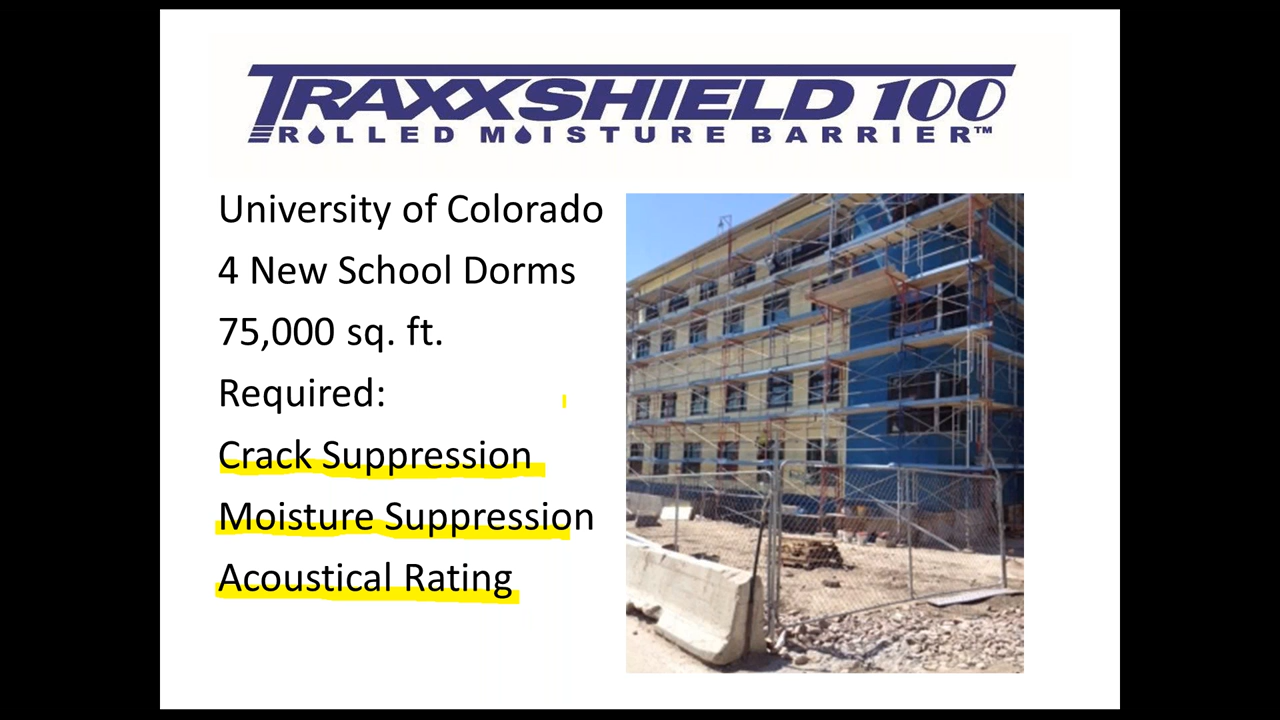 TRAXXSHIELD 100
ROLLED MOISTURE BARRIER™
University of Colorado
4 New School Dorms
75,000 sq. ft.
Required:
Crack Suppression
Moisture Suppression
Acoustical Rating